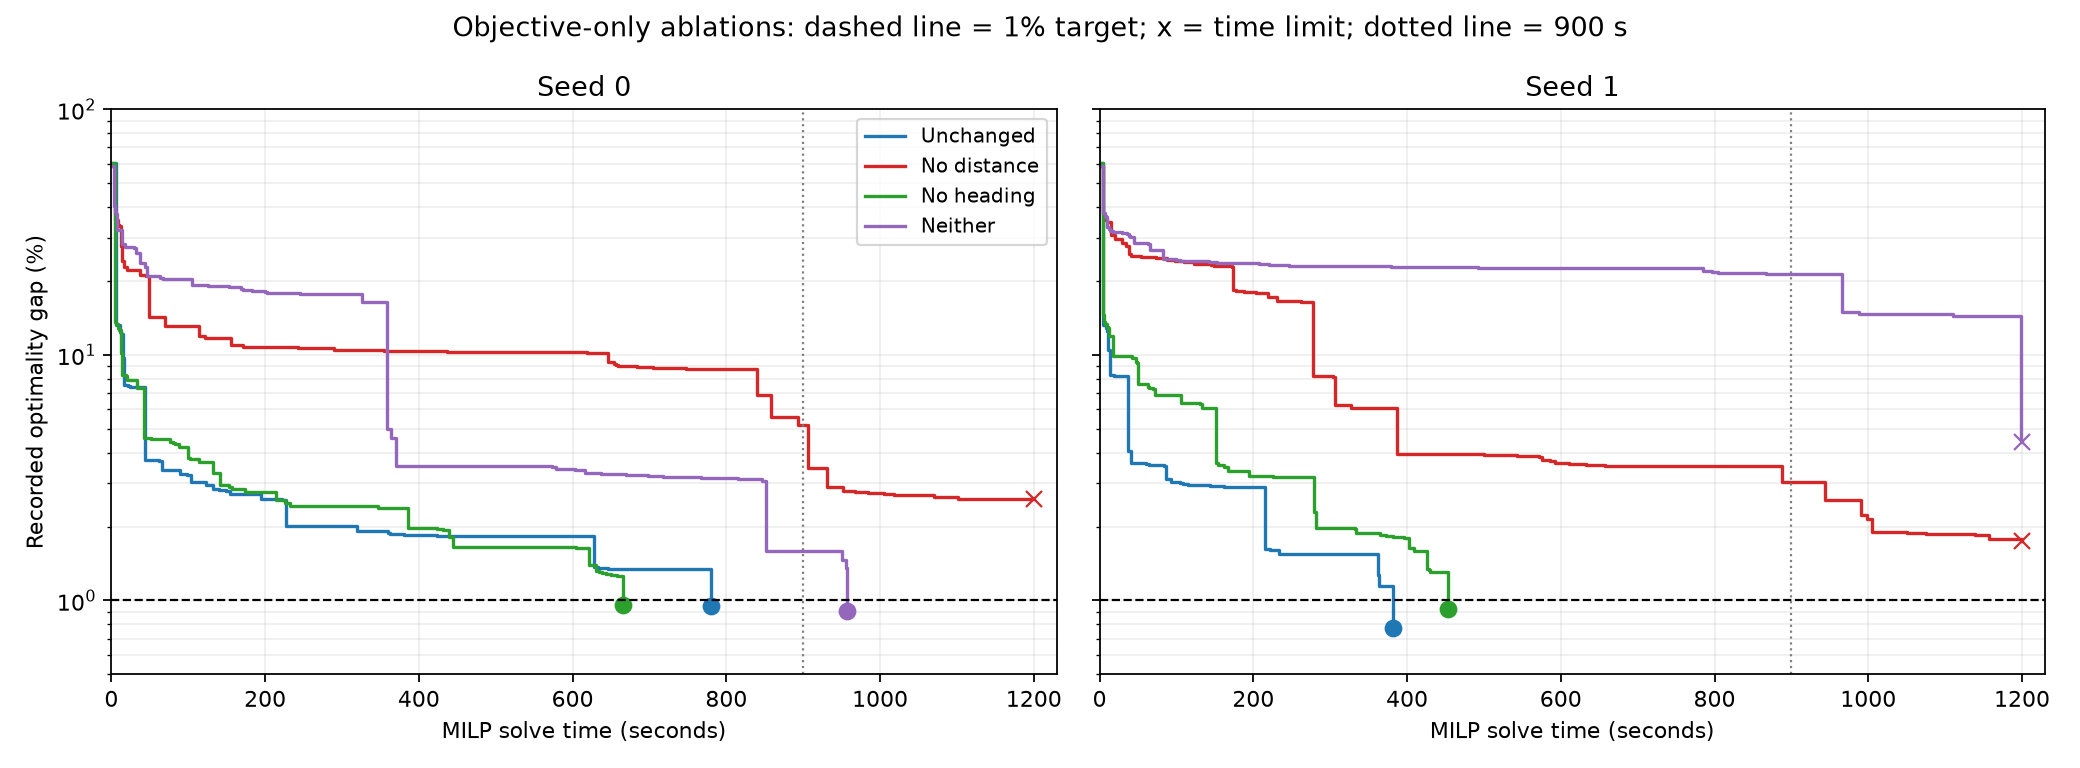 Objective-only ablations: dashed line = 1% target; x = time limit; dotted line = 900 s
Seed 0
Seed 1
Recorded optimality gap (%)
10²
10¹
10⁰
Unchanged
No distance
No heading
Neither
0 200 400 600 800 1000 1200
0 200 400 600 800 1000 1200
MILP solve time (seconds)
MILP solve time (seconds)